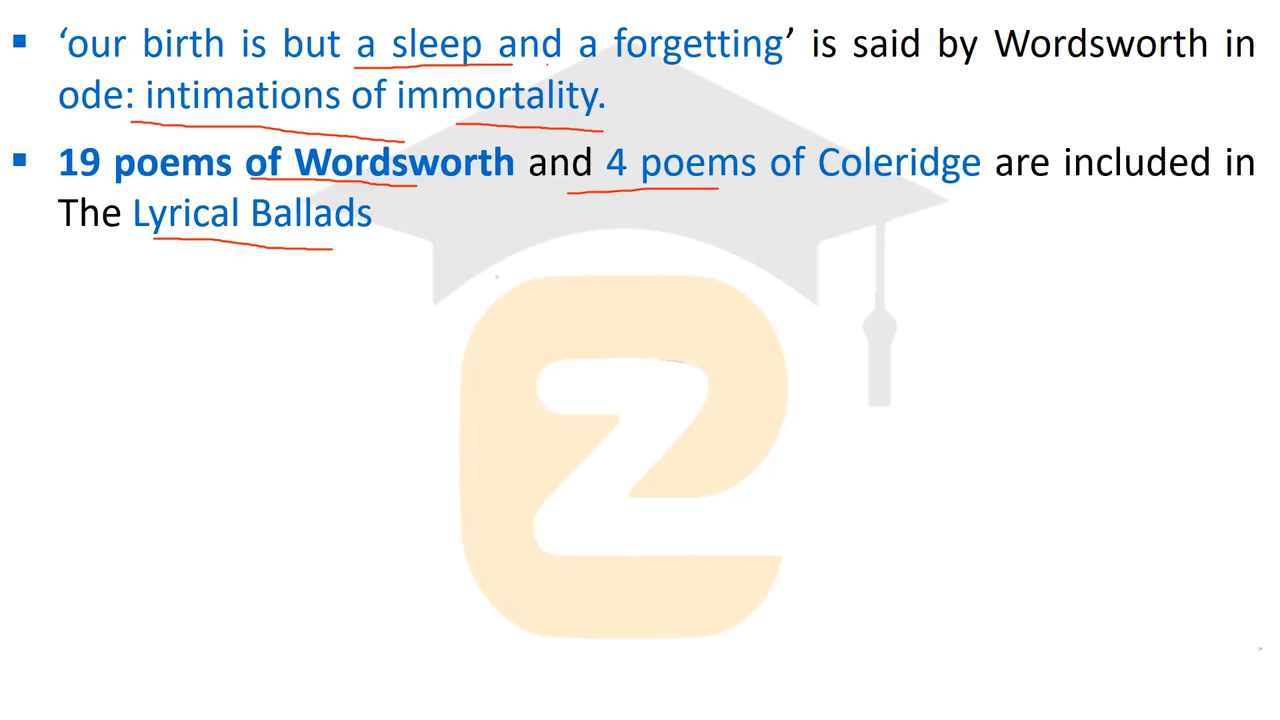 ▪ ‘our birth is but a sleep and a forgetting’ is said by Wordsworth in
ode: intimations of immortality.
▪ 19 poems of Wordsworth and 4 poems of Coleridge are included in
The Lyrical Ballads